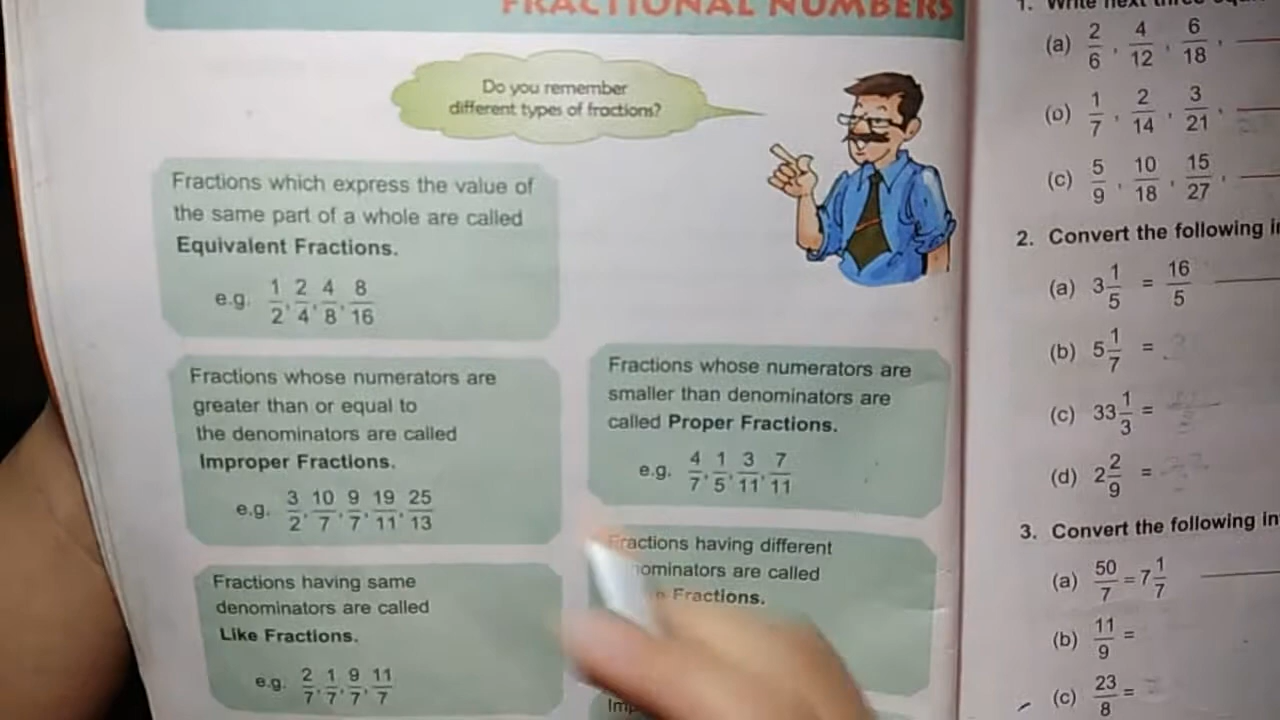 FRACTIONAL NUMBERS
Do you remember
different types of fractions?
Fractions which express the value of
the same part of a whole are called
Equivalent Fractions.
e.g. 1/2, 2/4, 4/8, 8/16
Fractions whose numerators are
greater than or equal to
the denominators are called
Improper Fractions.
e.g. 3/2, 10/7, 9/7, 19/11, 25/13
Fractions whose numerators are
smaller than denominators are
called Proper Fractions.
e.g. 4/7, 1/5, 3/11, 7/11
Fractions having same
denominators are called
Like Fractions.
e.g. 2/7, 1/7, 9/7, 11/7
Fractions having different
nominators are called
Fractions.
1. Write next three
(a) 2/6, 4/12, 6/18,
(b) 1/7, 2/14, 3/21,
(c) 5/9, 10/18, 15/27,
2. Convert the following
(a) 3 1/5 = 16/5
(b) 5 1/7 =
(c) 33 1/3 =
(d) 2 2/9 =
3. Convert the following in
(a) 50/7 = 7 1/7
(b) 11/9 =
(c) 23/8 =